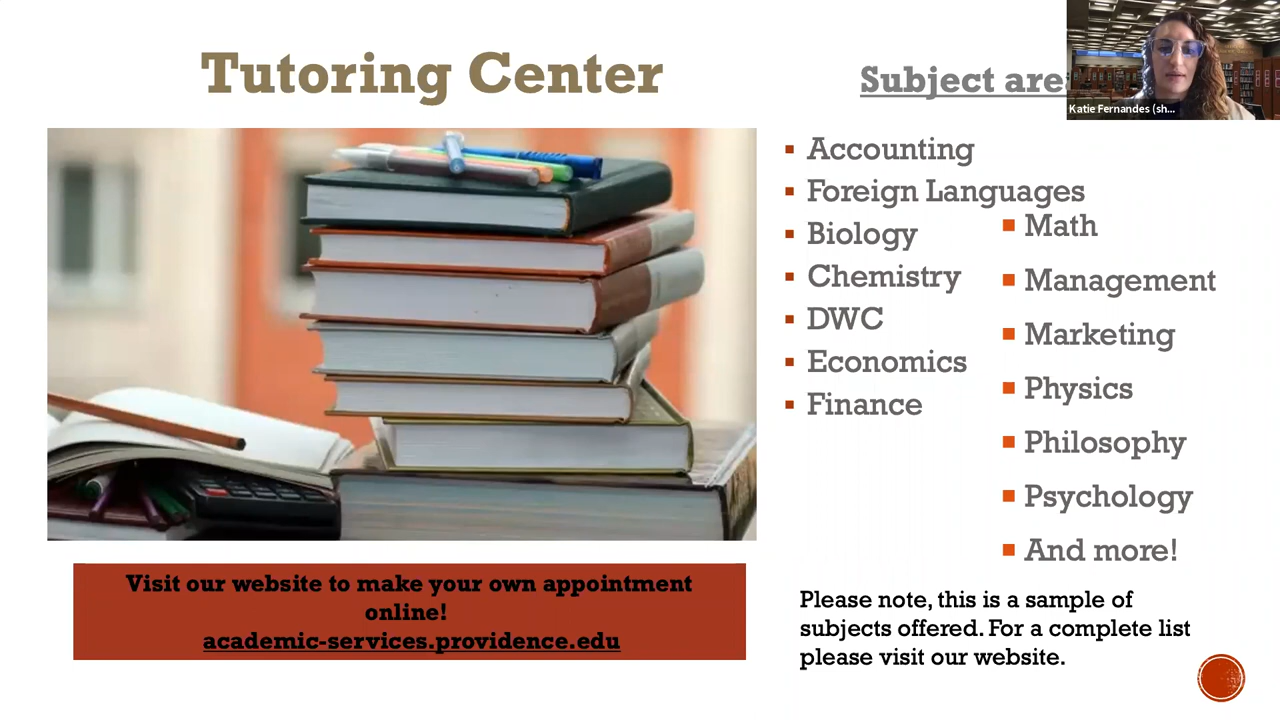 Tutoring Center
Subject are
Katie Fernandes (sh...
Accounting
Foreign Languages
Biology
Chemistry
DWC
Economics
Finance
Math
Management
Marketing
Physics
Philosophy
Psychology
And more!
Visit our website to make your own appointment
online!
academic-services.providence.edu
Please note, this is a sample of
subjects offered. For a complete list
please visit our website.